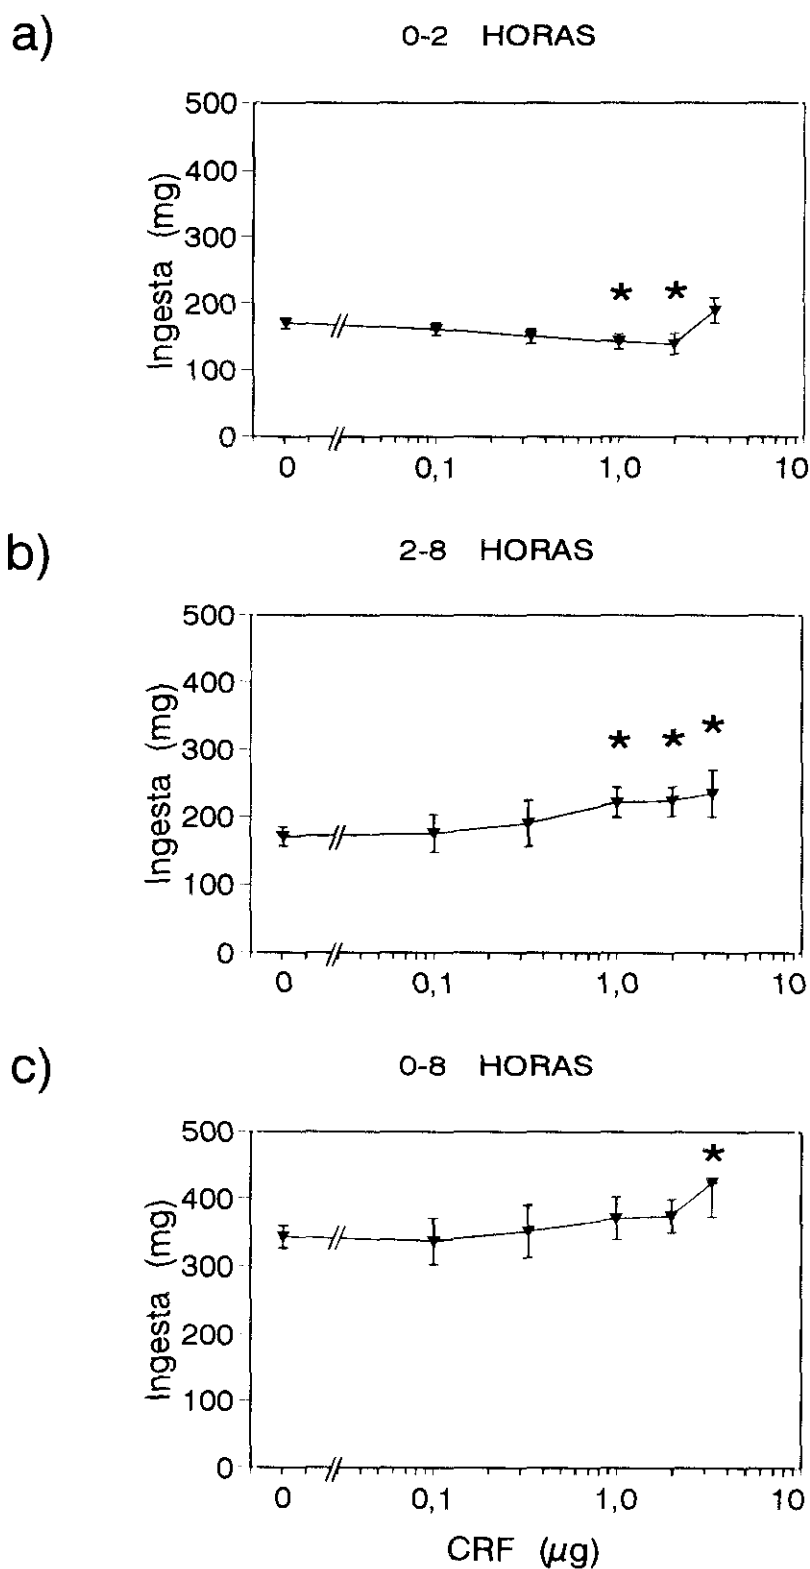 a)
0-2 HORAS
500
400
300
200
100
0
Ingesta (mg)
* *
0 0,1 1,0 10
b)
2-8 HORAS
500
400
300
200
100
0
Ingesta (mg)
* * *
0 0,1 1,0 10
c)
0-8 HORAS
500
400
300
200
100
0
Ingesta (mg)
*
0 0,1 1,0 10
CRF (μg)